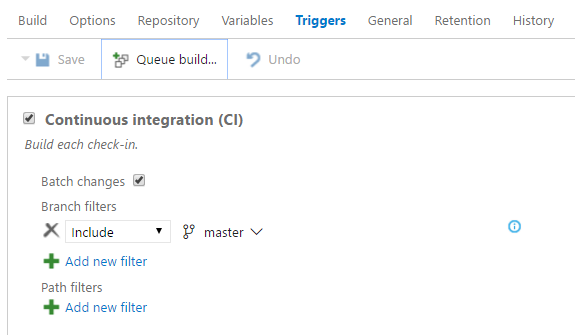 Build Options Repository Variables Triggers General Retention History
Save Queue build... Undo
Continuous integration (CI)
Build each check-in.
Batch changes
Branch filters
Include master
Add new filter
Path filters
Add new filter